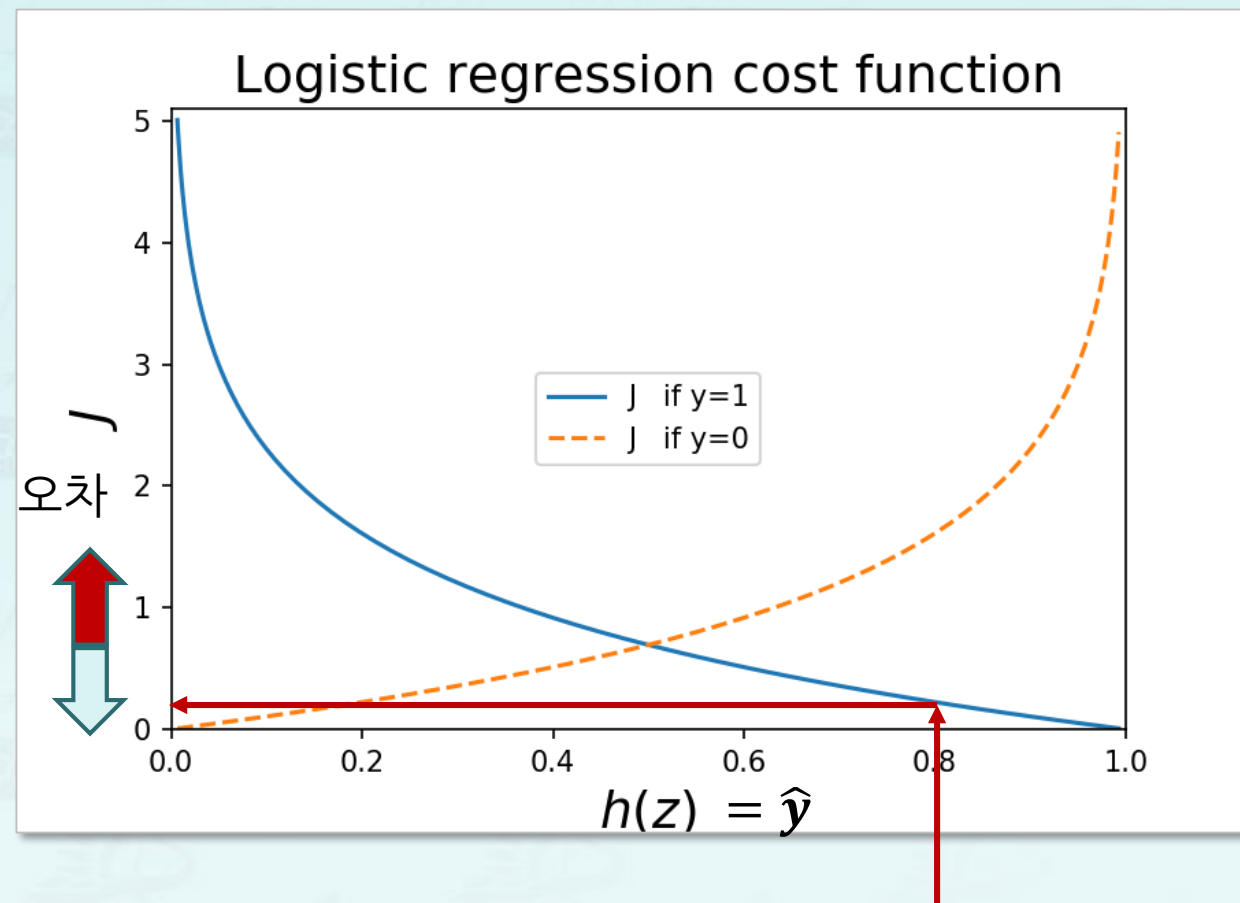 Logistic regression cost function
5
4
3
2
1
0
J
오차
J if y=1
J if y=0
0.0 0.2 0.4 0.6 0.8 1.0
h(z) = ŷ